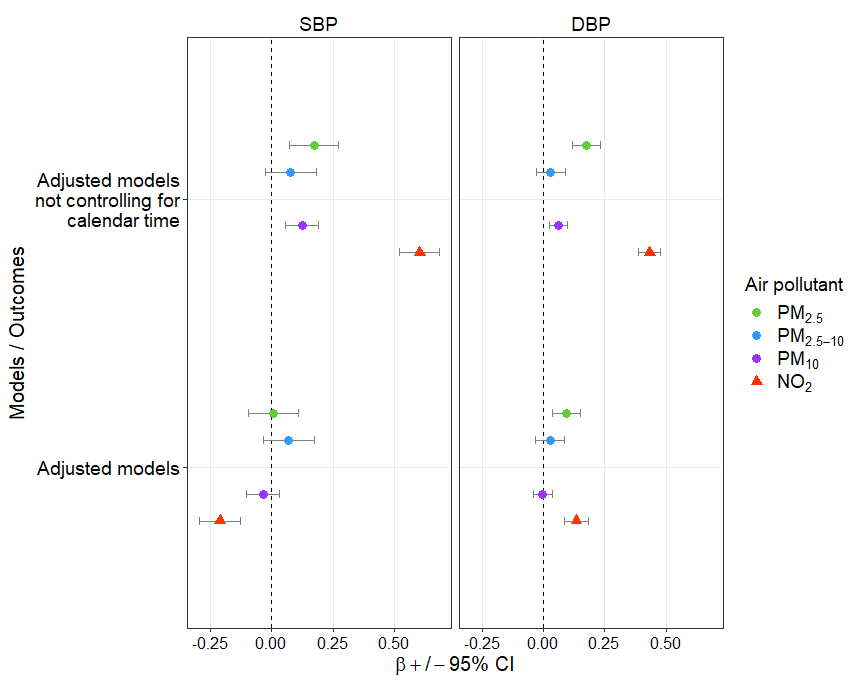 SBP
DBP
Adjusted models
not controlling for
calendar time
Adjusted models
Models / Outcomes
Air pollutant
PM2.5
PM2.5−10
PM10
NO2
-0.25
0.00
0.25
0.50
-0.25
0.00
0.25
0.50
β + / − 95% CI